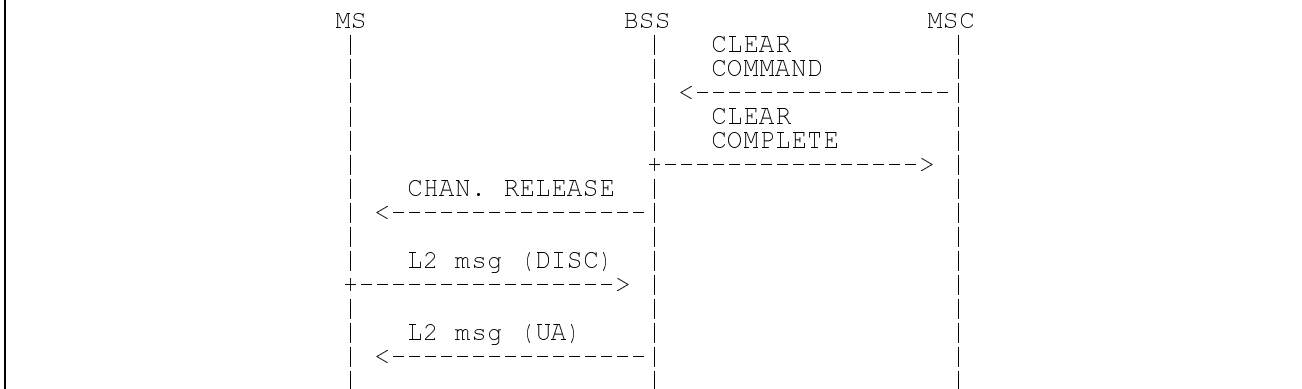 MS BSS MSC
CLEAR
COMMAND
CLEAR
COMPLETE
CHAN. RELEASE
L2 msg (DISC)
L2 msg (UA)